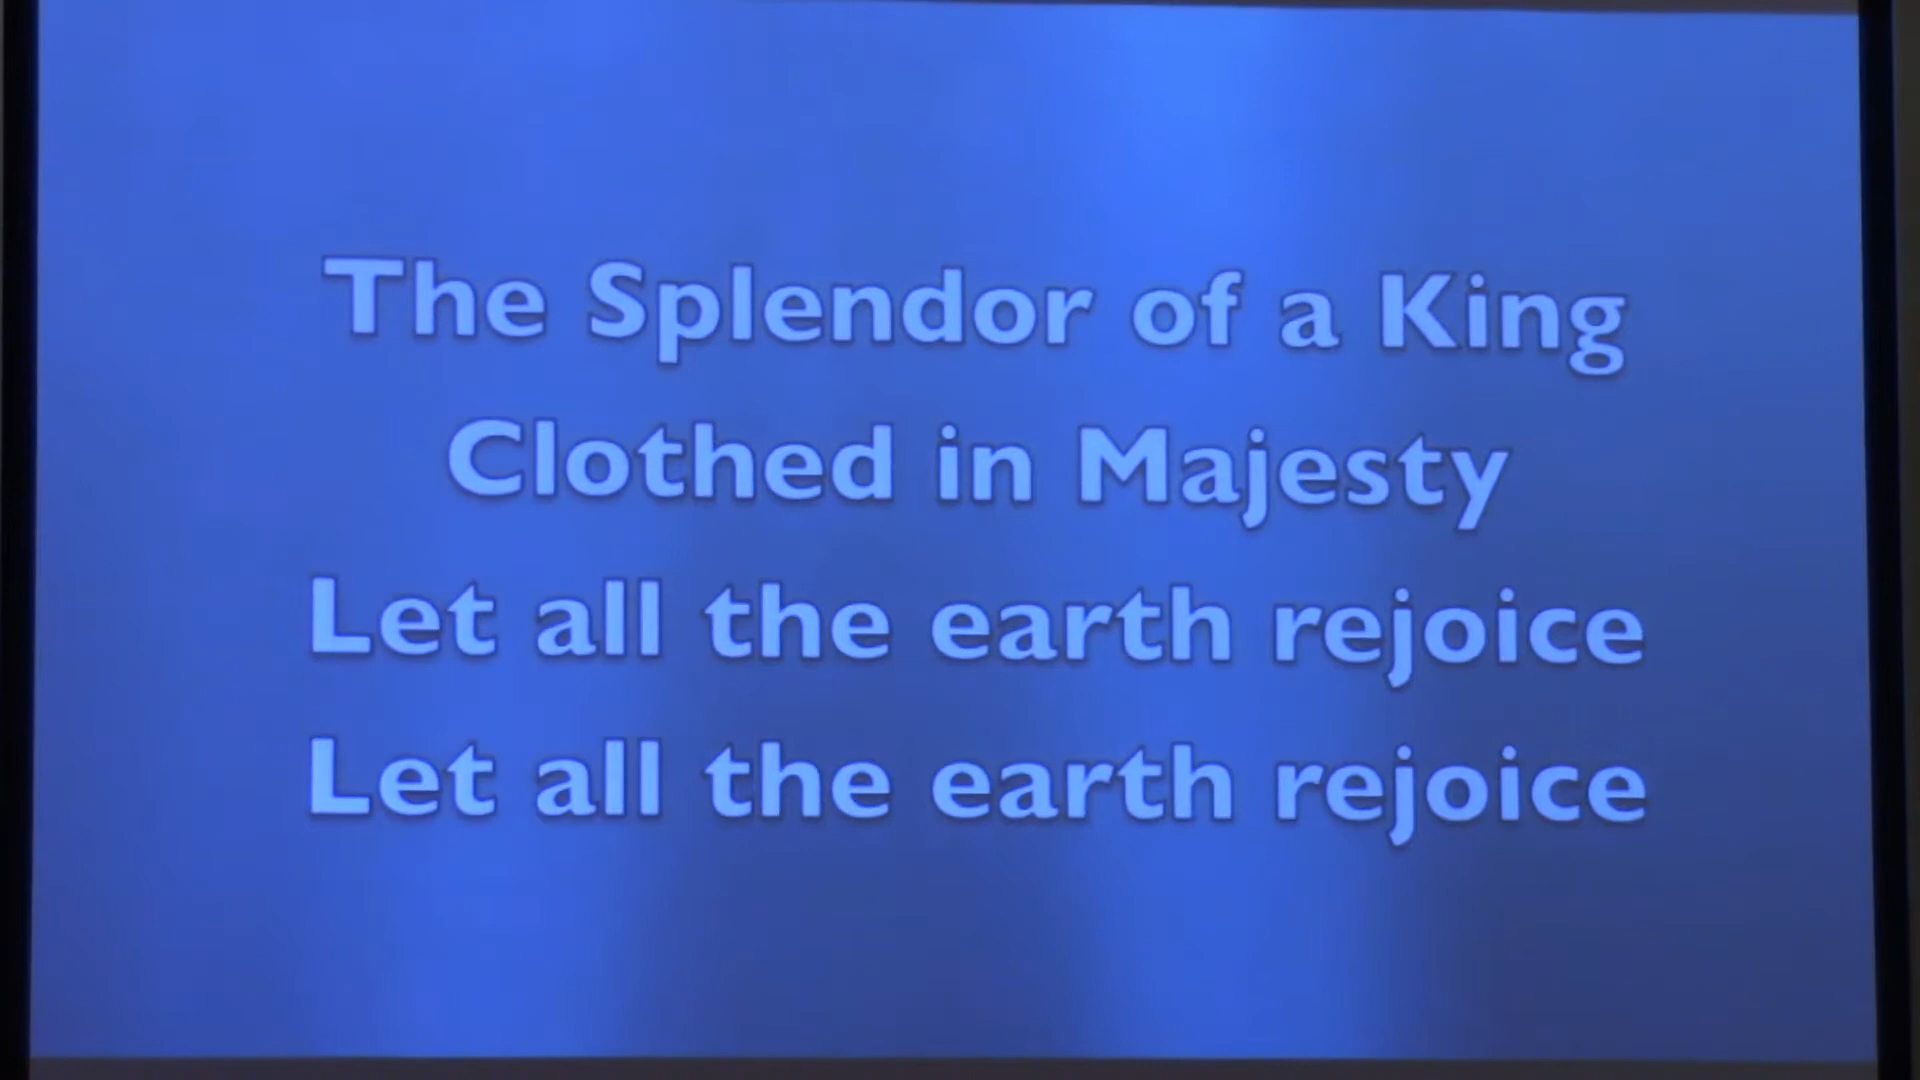 The Splendor of a King
Clothed in Majesty
Let all the earth rejoice
Let all the earth rejoice